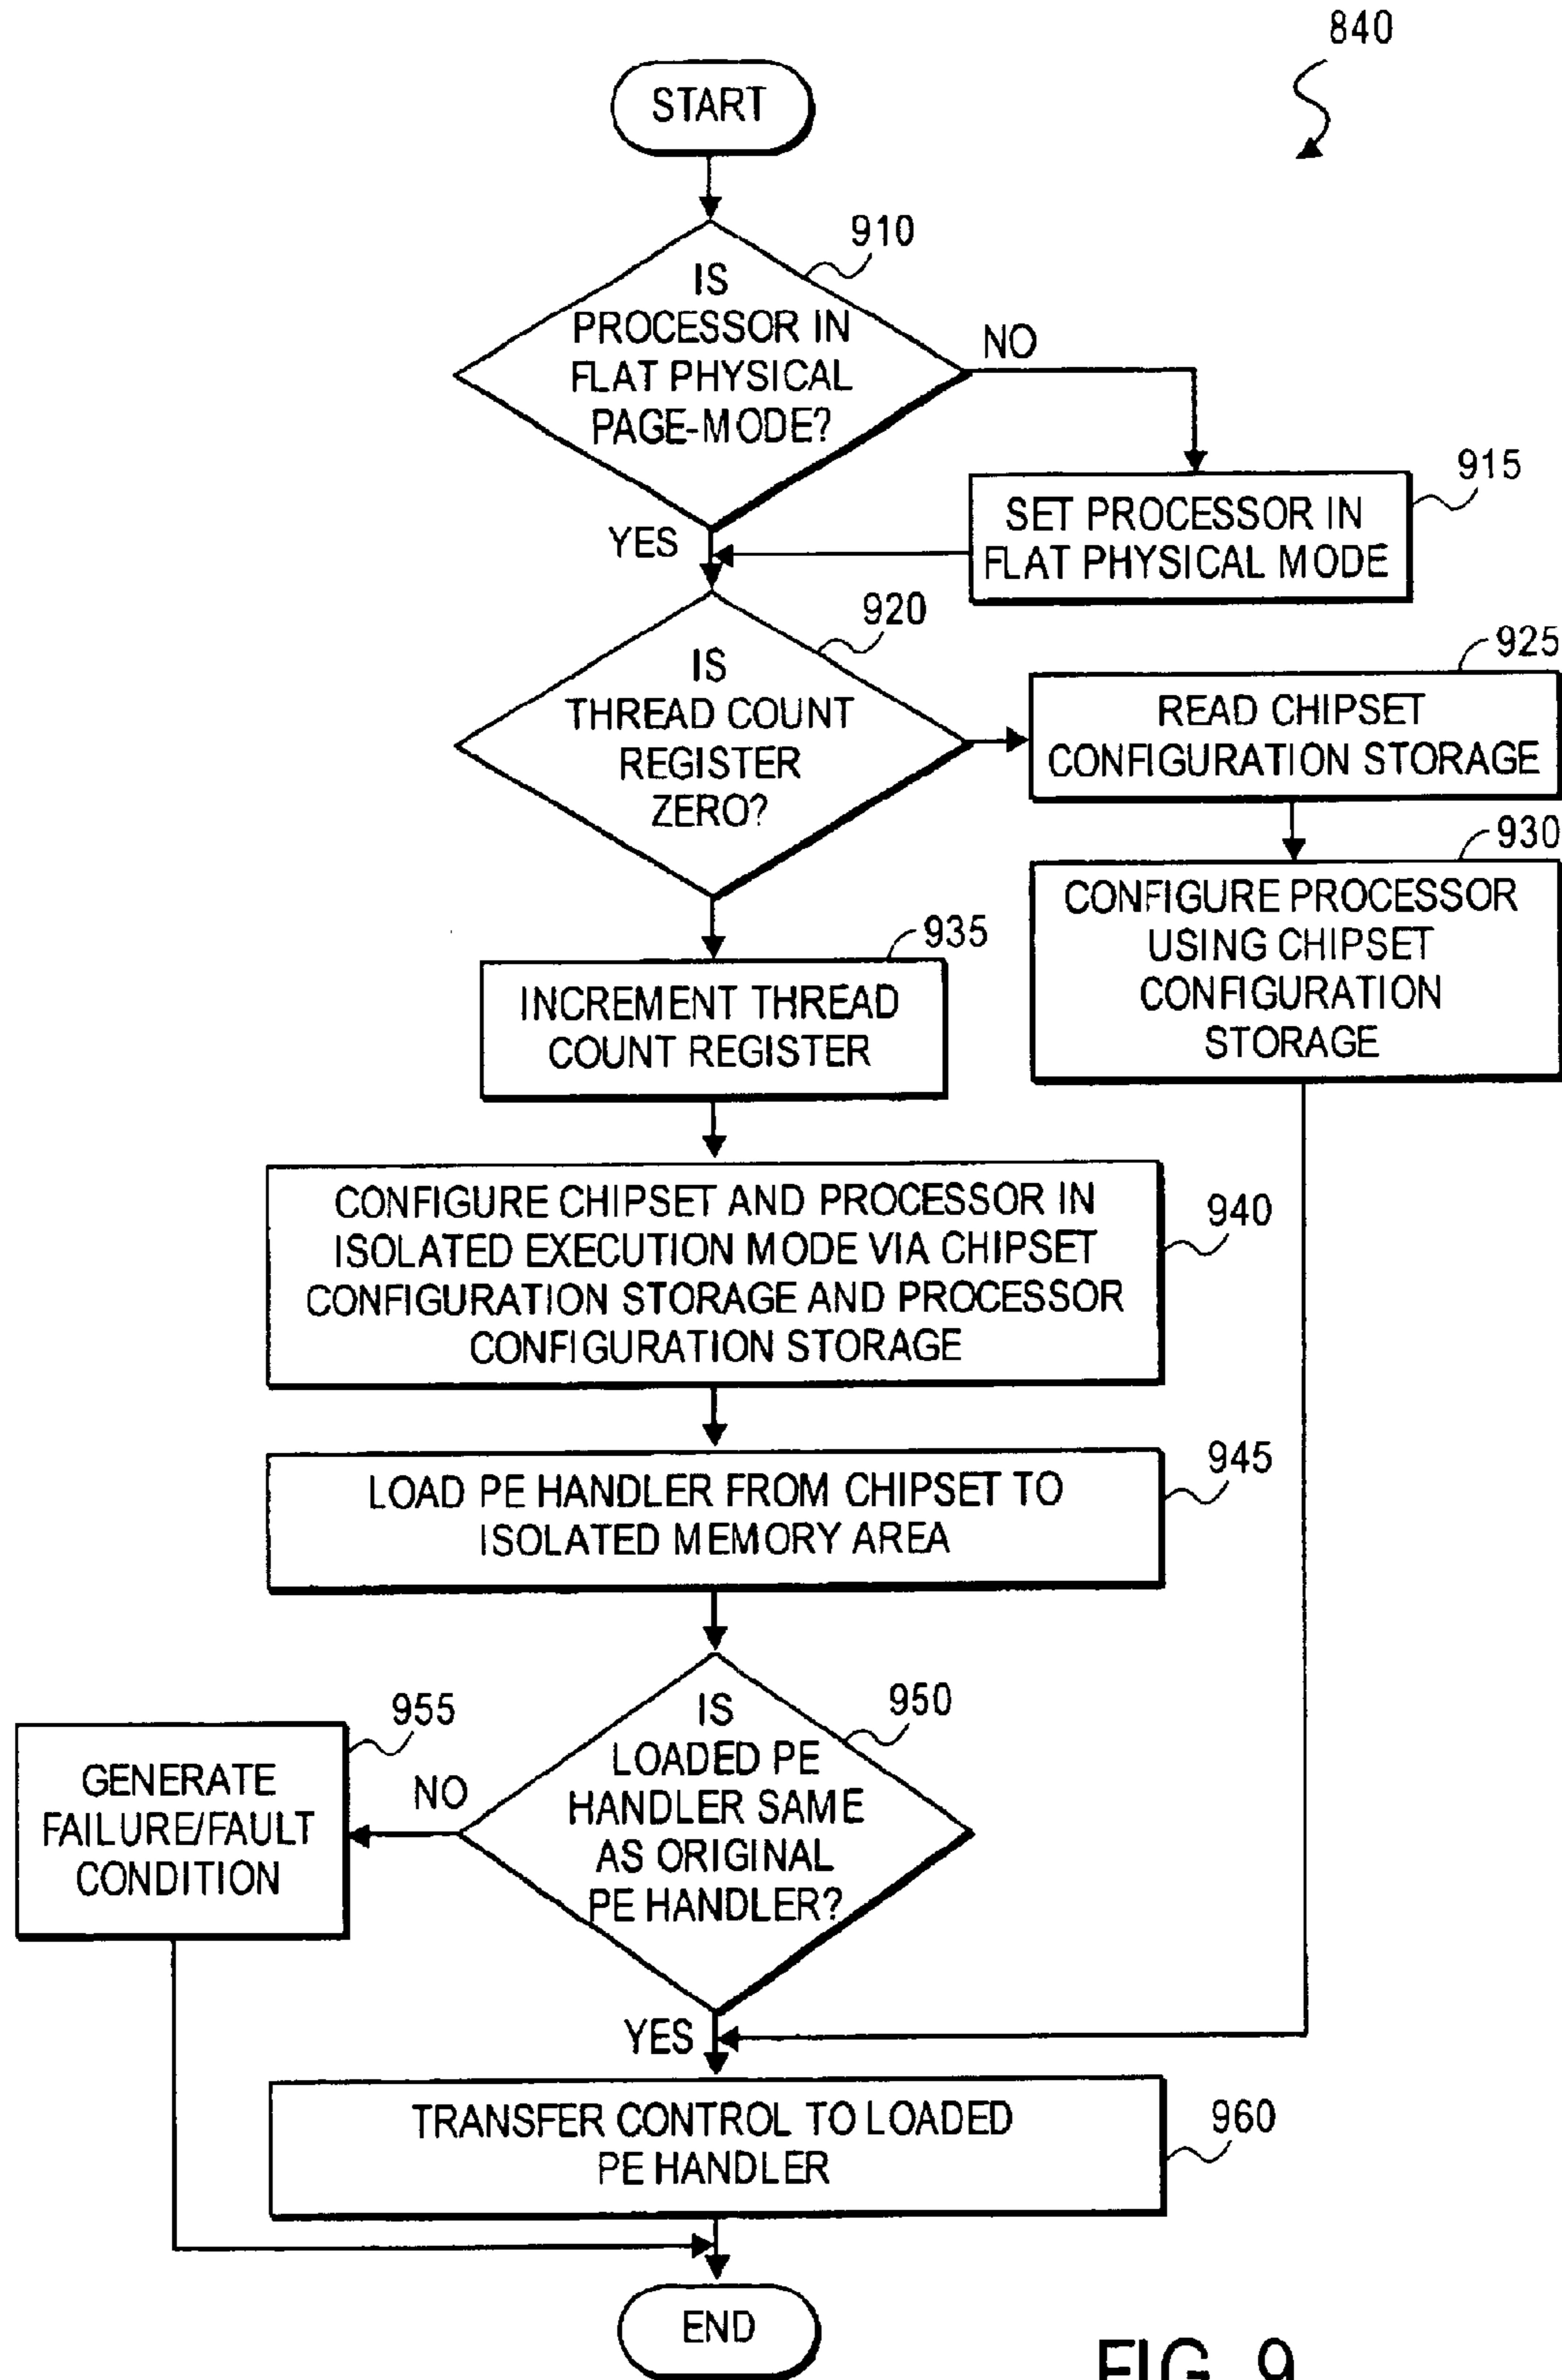 840
START
910
IS
PROCESSOR IN
FLAT PHYSICAL
PAGE-MODE?
NO
915
SET PROCESSOR IN
FLAT PHYSICAL MODE
YES
920
IS
THREAD COUNT
REGISTER
ZERO?
925
READ CHIPSET
CONFIGURATION STORAGE
930
CONFIGURE PROCESSOR
USING CHIPSET
CONFIGURATION
STORAGE
935
INCREMENT THREAD
COUNT REGISTER
CONFIGURE CHIPSET AND PROCESSOR IN
ISOLATED EXECUTION MODE VIA CHIPSET
CONFIGURATION STORAGE AND PROCESSOR
CONFIGURATION STORAGE
940
LOAD PE HANDLER FROM CHIPSET TO
ISOLATED MEMORY AREA
945
950
IS
LOADED PE
HANDLER SAME
AS ORIGINAL
PE HANDLER?
NO
955
GENERATE
FAILURE/FAULT
CONDITION
YES
TRANSFER CONTROL TO LOADED
PE HANDLER
960
END
FIG. 9